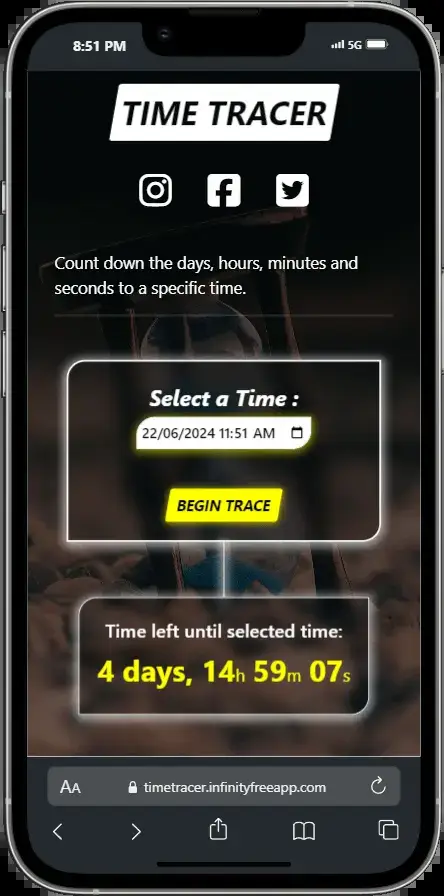 8:51 PM 5G
TIME TRACER
Count down the days, hours, minutes and
seconds to a specific time.
Select a Time :
22/06/2024 11:51 AM
BEGIN TRACE
Time left until selected time:
4 days, 14h 59m 07s
AA timetracer.infinityfreeapp.com